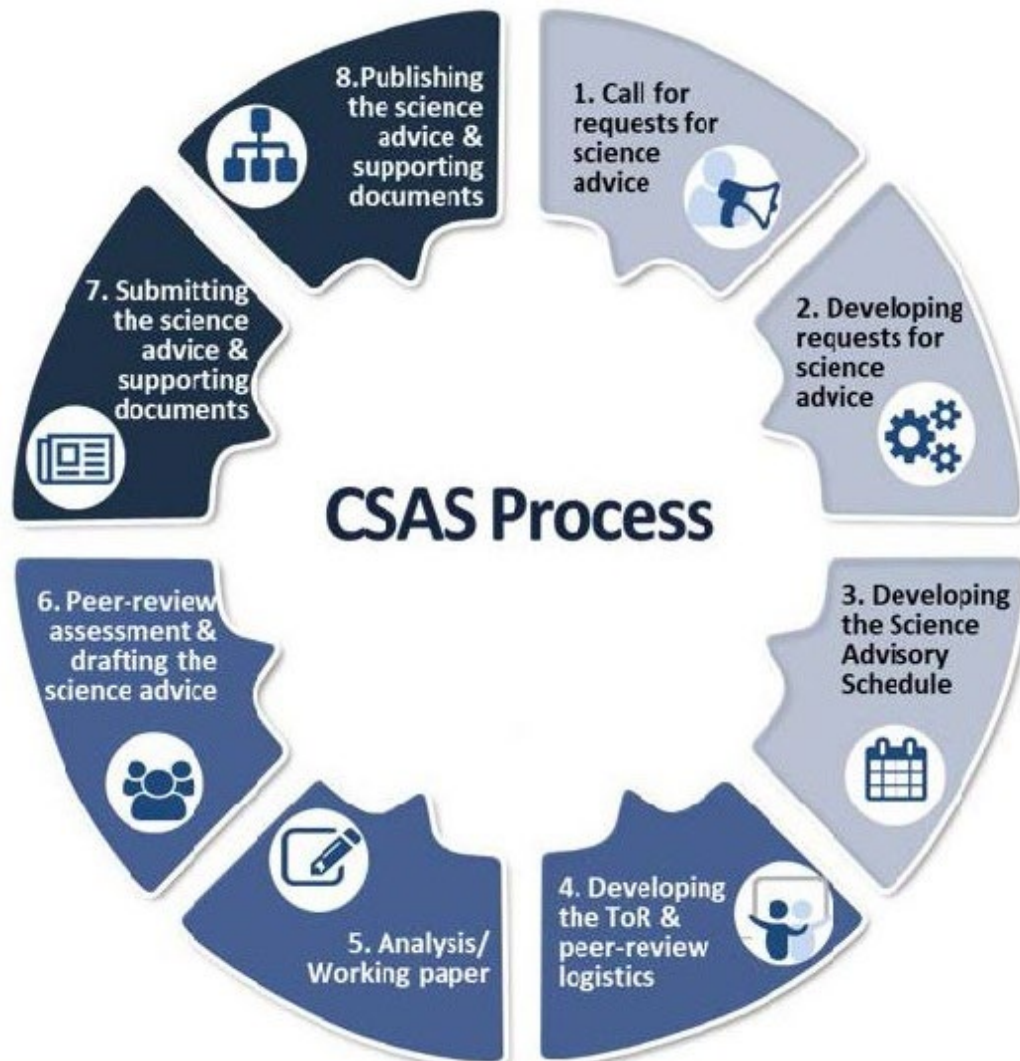 CSAS Process
1. Call for
requests for
science
advice
2. Developing
requests for
science
advice
3. Developing
the Science
Advisory
Schedule
4. Developing
the ToR &
peer-review
logistics
5. Analysis/
Working paper
6. Peer-review
assessment &
drafting the
science advice
7. Submitting
the science
advice &
supporting
documents
8.Publishing
the science
advice &
supporting
documents